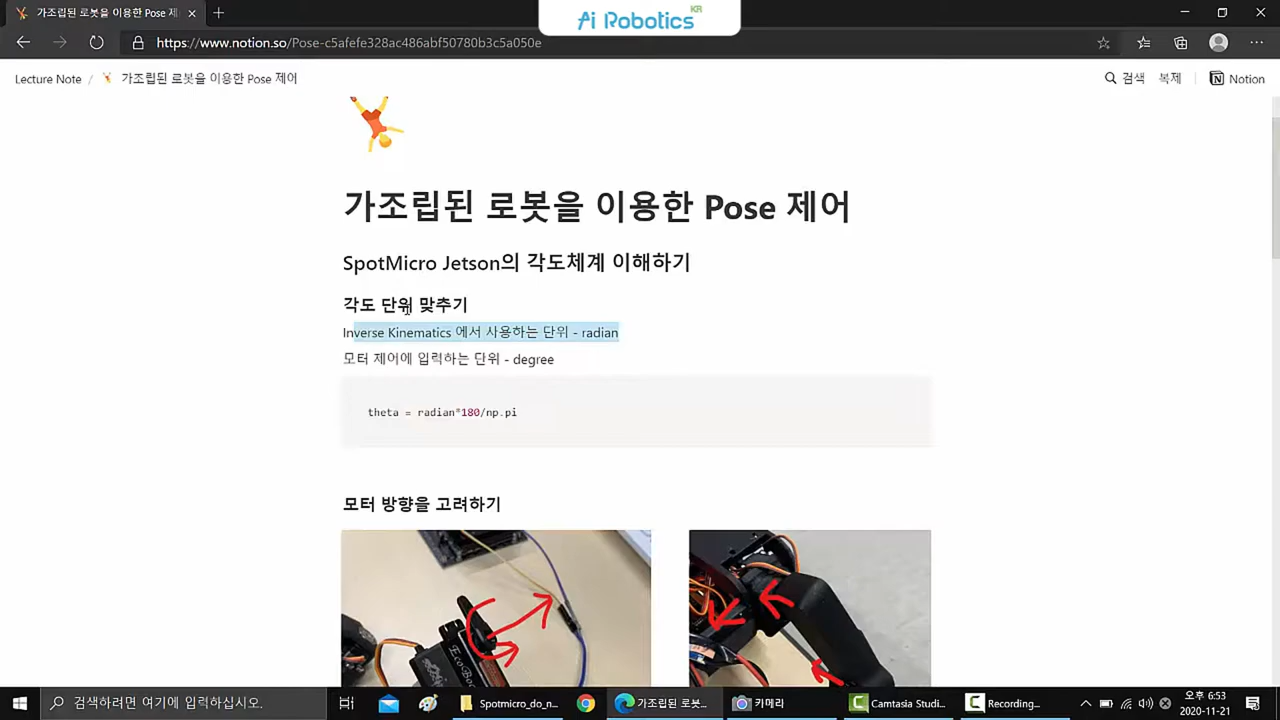 가조립된 로봇을 이용한 Pose 제
Ai Robotics KR
https://www.notion.so/Pose-c5afefe328ac486abf50780b3c5a050e
Lecture Note / 가조립된 로봇을 이용한 Pose 제어
검색 복제 Notion
가조립된 로봇을 이용한 Pose 제어
SpotMicro Jetson의 각도체계 이해하기
각도 단위 맞추기
Inverse Kinematics 에서 사용하는 단위 - radian
모터 제어에 입력하는 단위 - degree
theta = radian*180/np.pi
모터 방향을 고려하기
검색하려면 여기에 입력하십시오.
Spotmicro_do_n...
가조립된 로봇...
카메라
Camtasia Studi...
Recording...
오후 6:53
2020-11-21